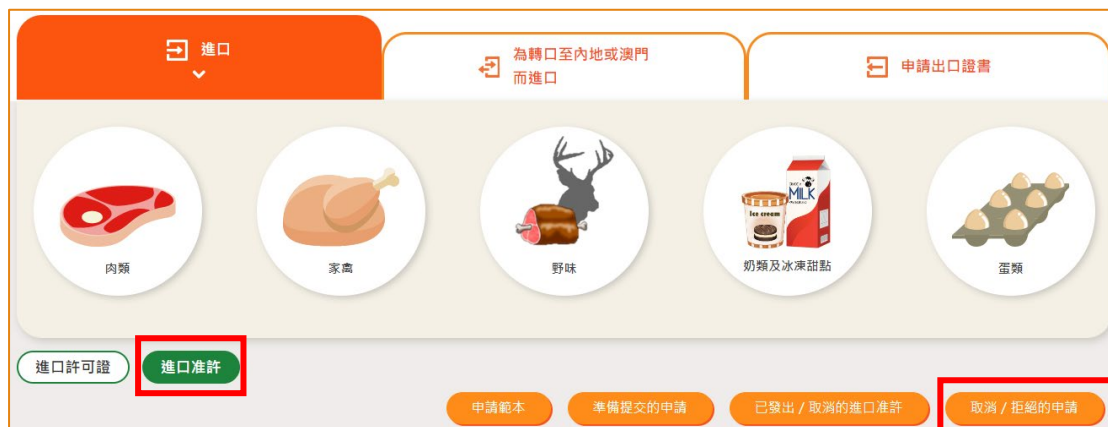 進口
為轉口至內地或澳門
而進口
申請出口證書
MILK
Ice cream
肉類
家禽
野味
奶類及冰凍甜點
蛋類
進口許可證
進口准許
申請範本
準備提交的申請
已發出 / 取消的進口准許
取消 / 拒絕的申請